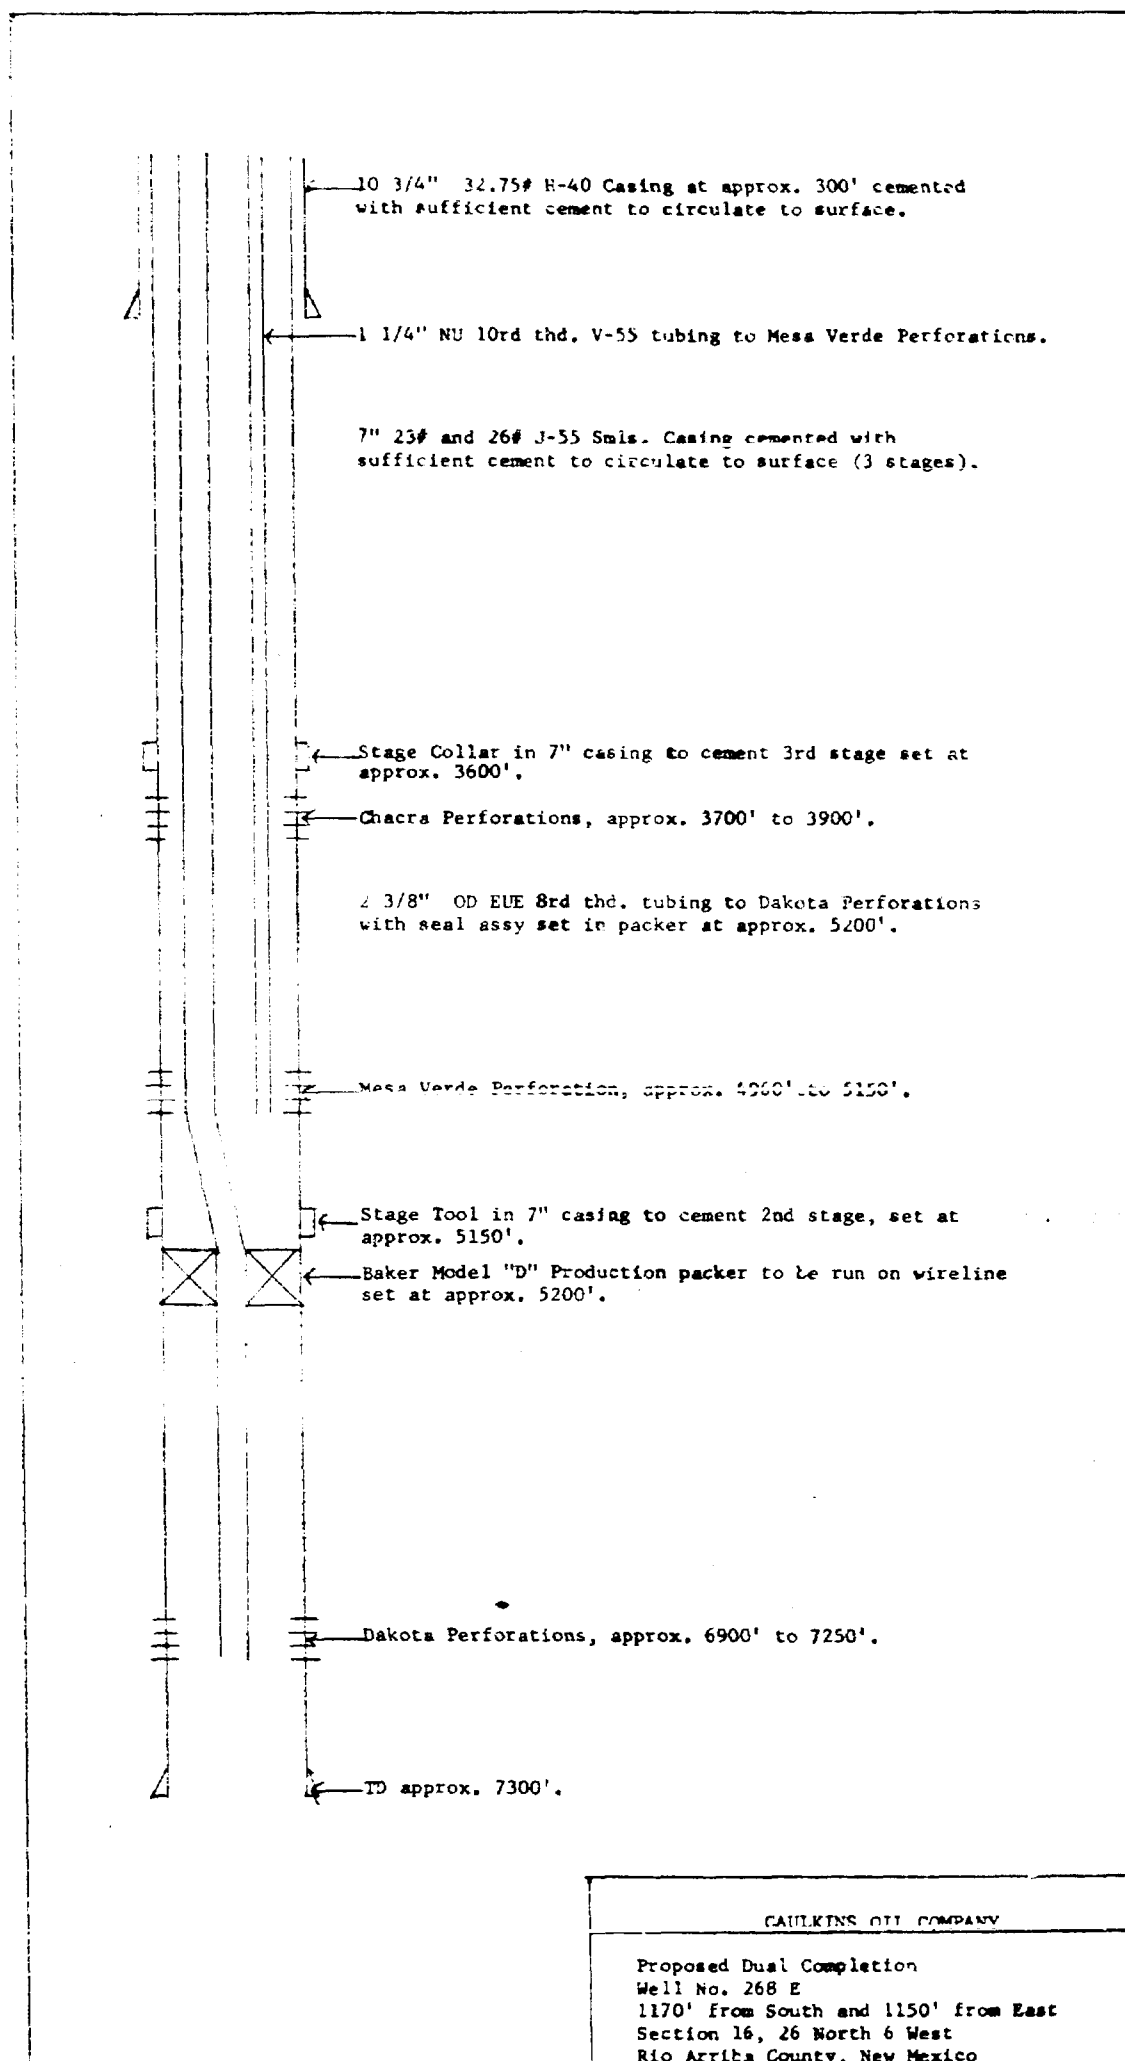 10 3/4" 32.75# H-40 Casing at approx. 300' cemented
with sufficient cement to circulate to surface.
1 1/4" NU 10rd thd. V-55 tubing to Mesa Verde Perforations.
7" 23# and 26# J-55 Smls. Casing cemented with
sufficient cement to circulate to surface (3 stages).
Stage Collar in 7" casing to cement 3rd stage set at
approx. 3600'.
Chacra Perforations, approx. 3700' to 3900'.
2 3/8" OD EUE 8rd thd. tubing to Dakota Perforations
with seal assy set in packer at approx. 5200'.
Mesa Verde Perforation, approx. 4960' to 5150'.
Stage Tool in 7" casing to cement 2nd stage, set at
approx. 5150'.
Baker Model "D" Production packer to be run on wireline
set at approx. 5200'.
Dakota Perforations, approx. 6900' to 7250'.
TD approx. 7300'.
CAULKINS OIL COMPANY
Proposed Dual Completion
Well No. 268 E
1170' from South and 1150' from East
Section 16, 26 North 6 West
Rio Arriba County, New Mexico